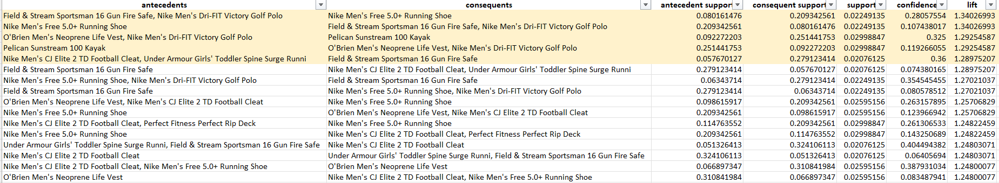 antecedents consequents antecedent support consequent support support confidence lift
Field & Stream Sportsman 16 Gun Fire Safe, Nike Men's Dri-FIT Victory Golf Polo Nike Men's Free 5.0+ Running Shoe 0.080161476 0.209342561 0.02249135 0.28057554 1.34026993
Nike Men's Free 5.0+ Running Shoe Field & Stream Sportsman 16 Gun Fire Safe, Nike Men's Dri-FIT Victory Golf Polo 0.209342561 0.080161476 0.02249135 0.107438017 1.34026993
O'Brien Men's Neoprene Life Vest, Nike Men's Dri-FIT Victory Golf Polo Pelican Sunstream 100 Kayak 0.092272203 0.251441753 0.02998847 0.325 1.29254587
Pelican Sunstream 100 Kayak O'Brien Men's Neoprene Life Vest, Nike Men's Dri-FIT Victory Golf Polo 0.251441753 0.092272203 0.02998847 0.119266055 1.29254587
Nike Men's CJ Elite 2 TD Football Cleat, Under Armour Girls' Toddler Spine Surge Runni Field & Stream Sportsman 16 Gun Fire Safe 0.057670127 0.279123414 0.02076125 0.36 1.28975207
Field & Stream Sportsman 16 Gun Fire Safe Nike Men's CJ Elite 2 TD Football Cleat, Under Armour Girls' Toddler Spine Surge Runni 0.279123414 0.057670127 0.02076125 0.074380165 1.28975207
Nike Men's Free 5.0+ Running Shoe, Nike Men's Dri-FIT Victory Golf Polo Field & Stream Sportsman 16 Gun Fire Safe 0.06343714 0.279123414 0.02249135 0.354545455 1.27021037
Field & Stream Sportsman 16 Gun Fire Safe Nike Men's Free 5.0+ Running Shoe, Nike Men's Dri-FIT Victory Golf Polo 0.279123414 0.06343714 0.02249135 0.080578512 1.27021037
O'Brien Men's Neoprene Life Vest, Nike Men's CJ Elite 2 TD Football Cleat Nike Men's Free 5.0+ Running Shoe 0.098615917 0.209342561 0.02595156 0.263157895 1.25706829
Nike Men's Free 5.0+ Running Shoe O'Brien Men's Neoprene Life Vest, Nike Men's CJ Elite 2 TD Football Cleat 0.209342561 0.098615917 0.02595156 0.123966942 1.25706829
Nike Men's CJ Elite 2 TD Football Cleat, Perfect Fitness Perfect Rip Deck Nike Men's Free 5.0+ Running Shoe 0.114763552 0.209342561 0.02998847 0.261306533 1.24822459
Nike Men's Free 5.0+ Running Shoe Nike Men's CJ Elite 2 TD Football Cleat, Perfect Fitness Perfect Rip Deck 0.209342561 0.114763552 0.02998847 0.143250689 1.24822459
Under Armour Girls' Toddler Spine Surge Runni, Field & Stream Sportsman 16 Gun Fire Safe Nike Men's CJ Elite 2 TD Football Cleat 0.051326413 0.324106113 0.02076125 0.404494382 1.24803071
Nike Men's CJ Elite 2 TD Football Cleat Under Armour Girls' Toddler Spine Surge Runni, Field & Stream Sportsman 16 Gun Fire Safe 0.324106113 0.051326413 0.02076125 0.06405694 1.24803071
Nike Men's CJ Elite 2 TD Football Cleat, Nike Men's Free 5.0+ Running Shoe O'Brien Men's Neoprene Life Vest 0.066897347 0.310841984 0.02595156 0.387931034 1.24800077
O'Brien Men's Neoprene Life Vest Nike Men's CJ Elite 2 TD Football Cleat, Nike Men's Free 5.0+ Running Shoe 0.310841984 0.066897347 0.02595156 0.083487941 1.24800077